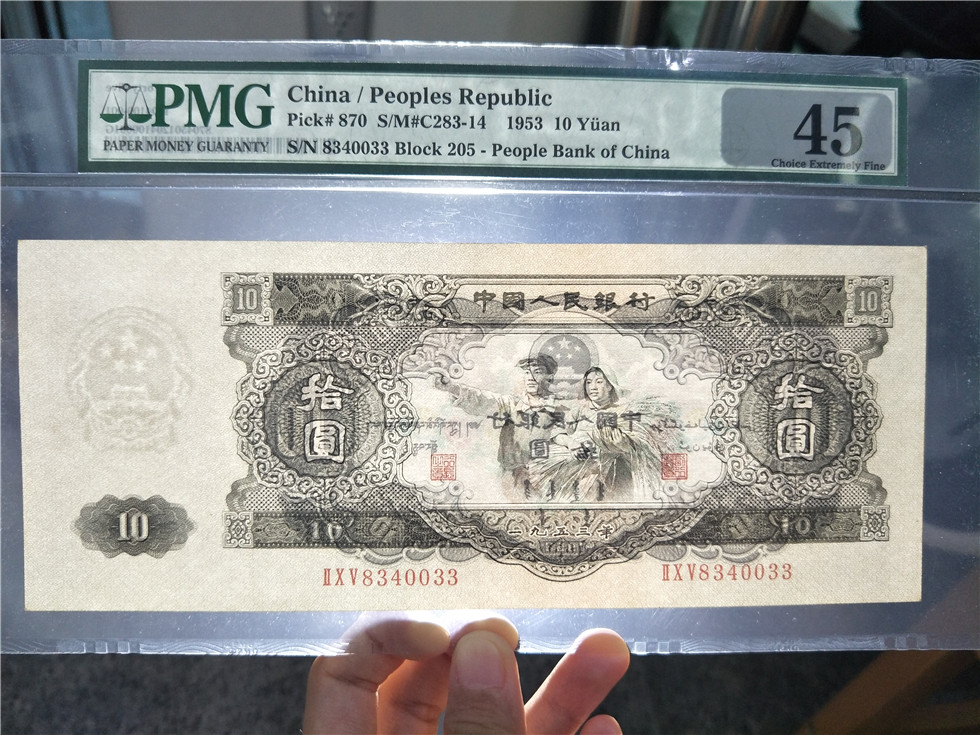 PMG
PAPER MONEY GUARANTY
China / Peoples Republic
Pick# 870 S/M#C283-14 1953 10 Yüan
S/N 8340033 Block 205 - People Bank of China
45
Choice Extremely Fine
10 中國人民銀行 10
拾圓 拾圓
10
10 一九五三年 10
ⅡXV8340033 ⅡXV8340033